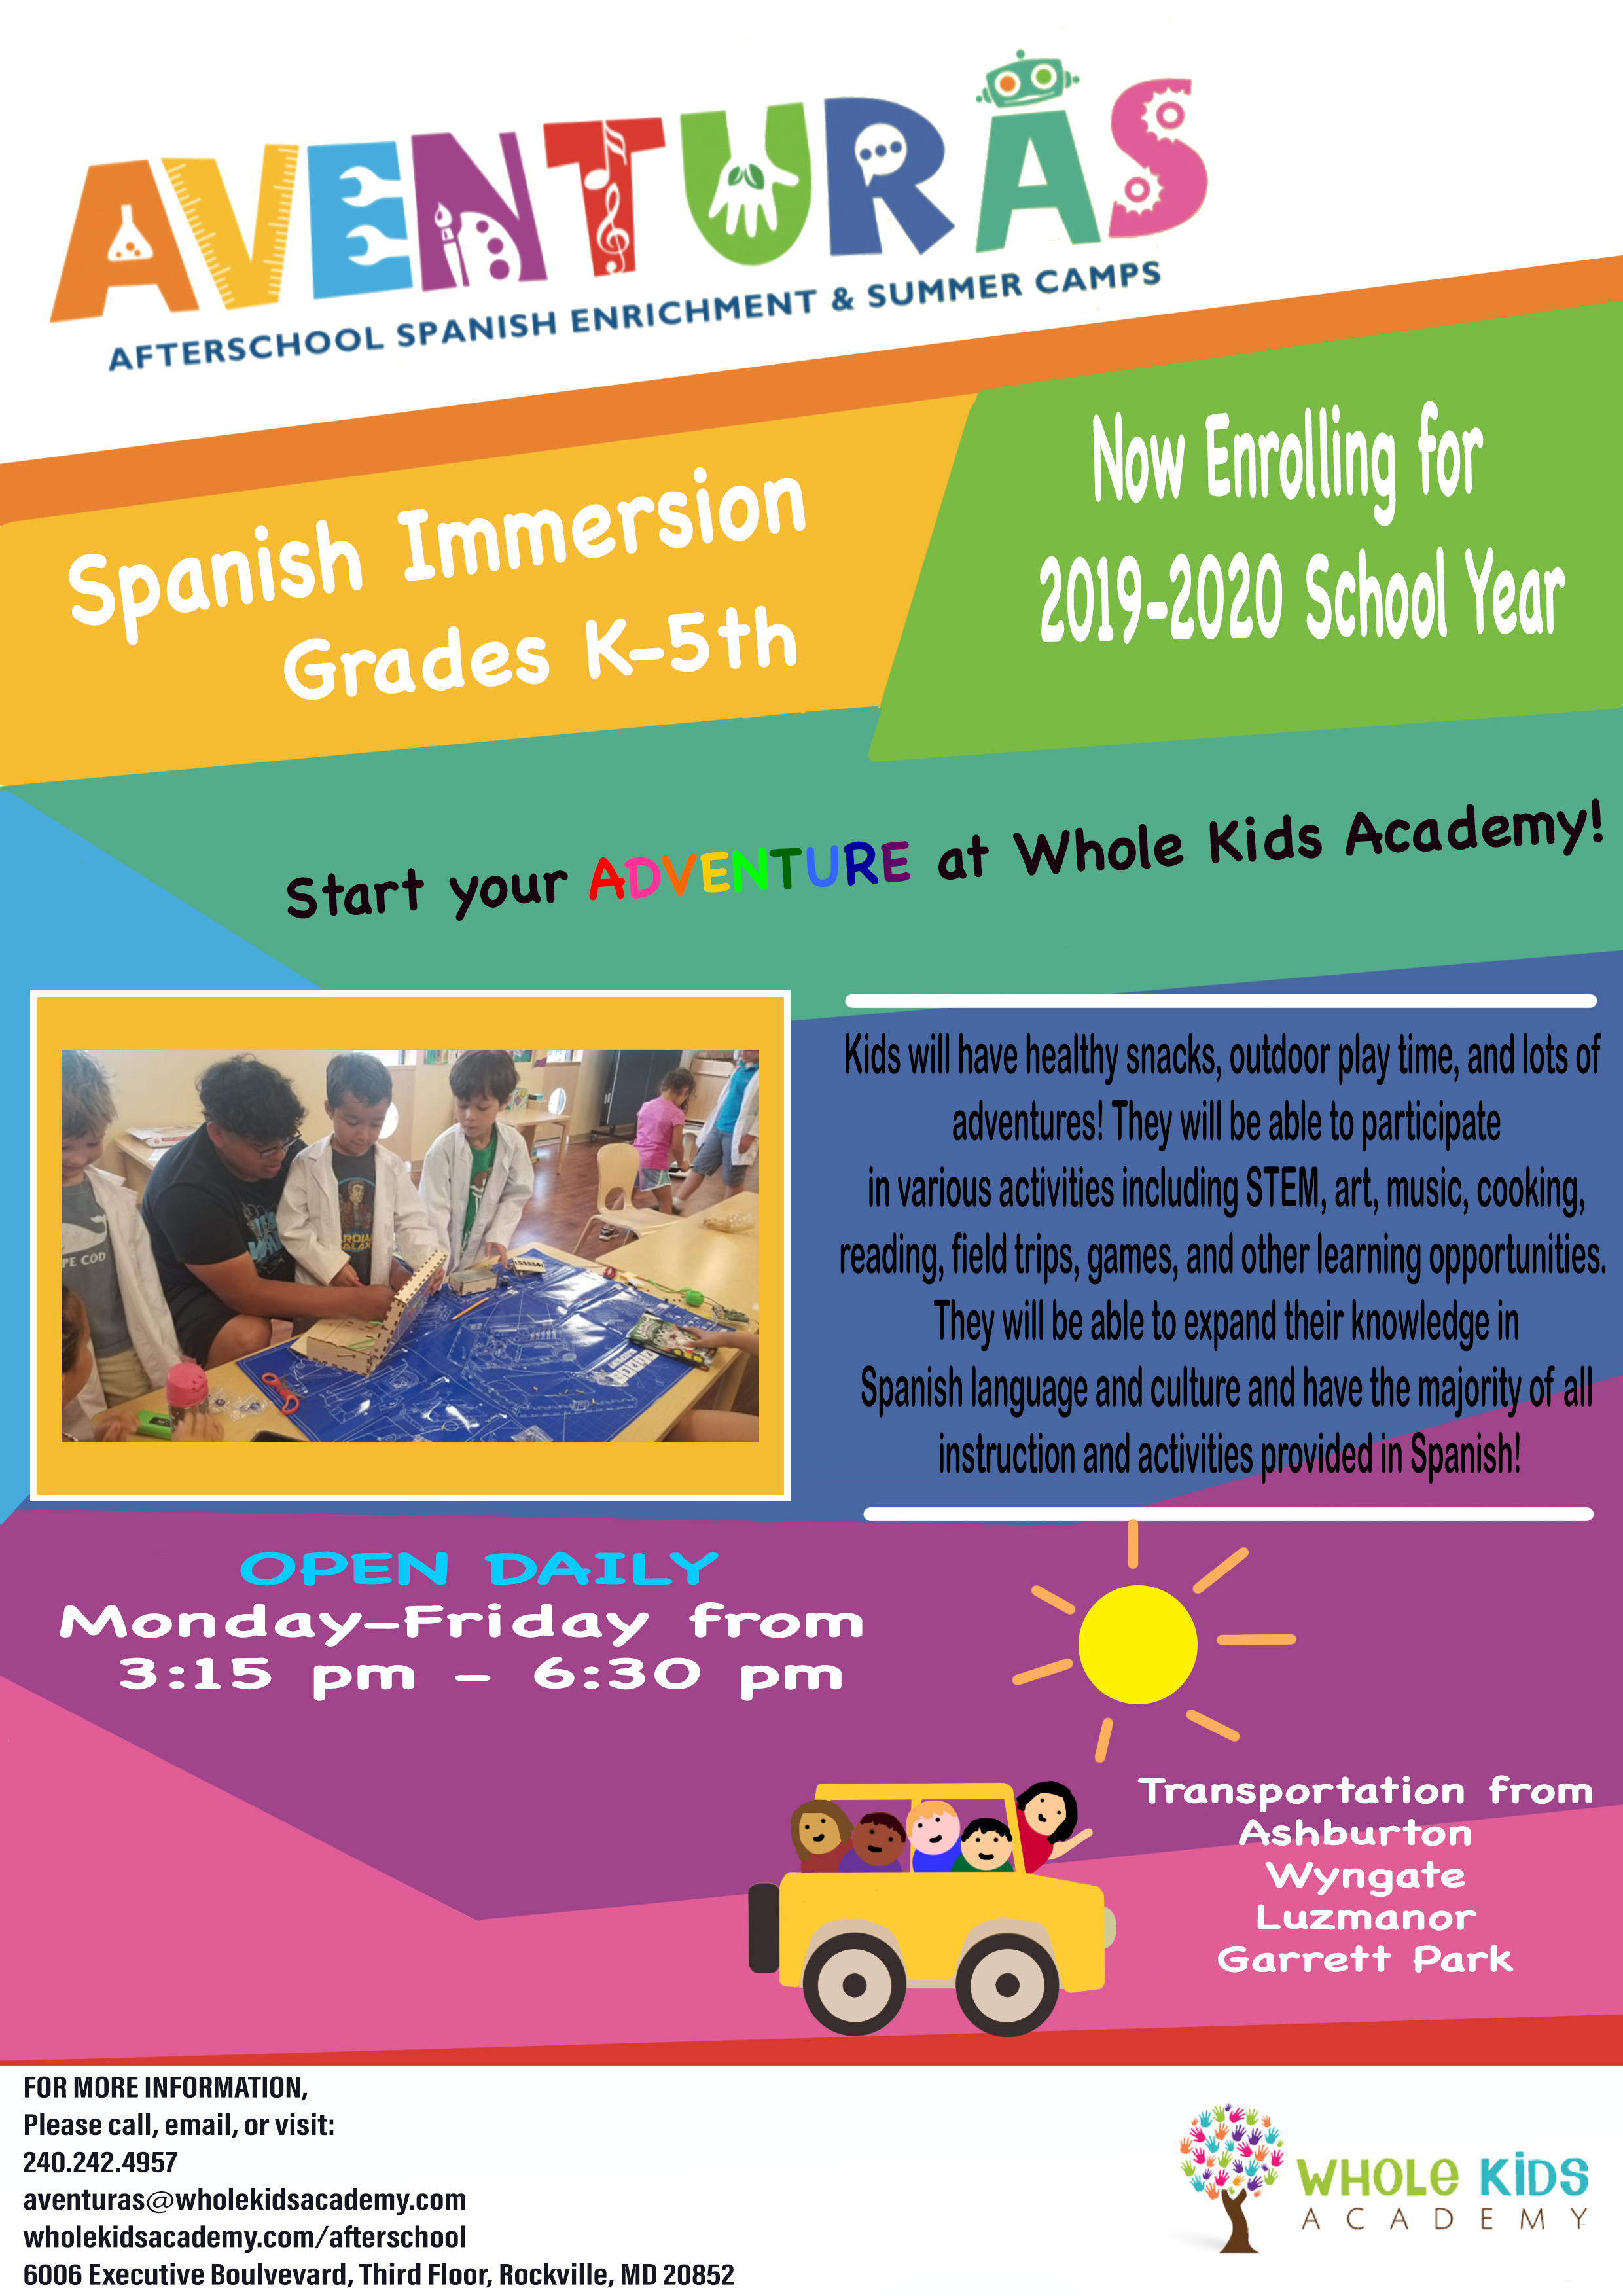 AVENTURAS
AFTERSCHOOL SPANISH ENRICHMENT & SUMMER CAMPS
Spanish Immersion
Grades K-5th
Now Enrolling for
2019-2020 School Year
Start your ADVENTURE at Whole Kids Academy!
PE COD
Kids will have healthy snacks, outdoor play time, and lots of
adventures! They will be able to participate
in various activities including STEM, art, music, cooking,
reading, field trips, games, and other learning opportunities.
They will be able to expand their knowledge in
Spanish language and culture and have the majority of all
instruction and activities provided in Spanish!
OPEN DAILY
Monday-Friday from
3:15 pm - 6:30 pm
Transportation from
Ashburton
Wyngate
Luzmanor
Garrett Park
FOR MORE INFORMATION,
Please call, email, or visit:
240.242.4957
aventuras@wholekidsacademy.com
wholekidsacademy.com/afterschool
6006 Executive Boulvevard, Third Floor, Rockville, MD 20852
WHOLE KIDS
ACADEMY